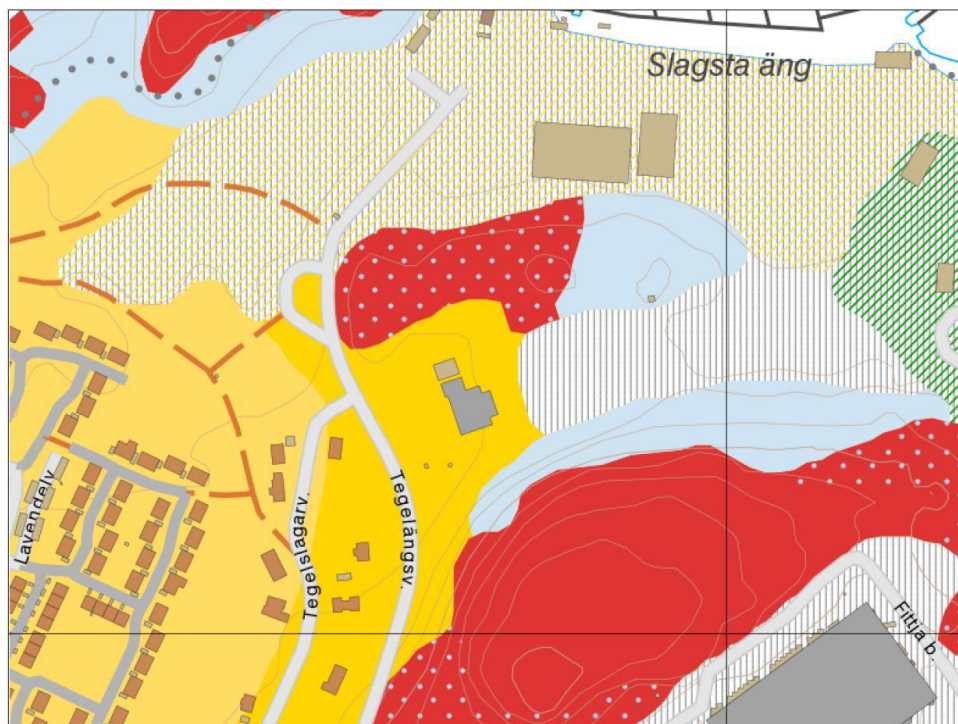 Slagsta äng
Lavendelv.
Tegelslagarv.
Tegelängsv.
Fittja b.